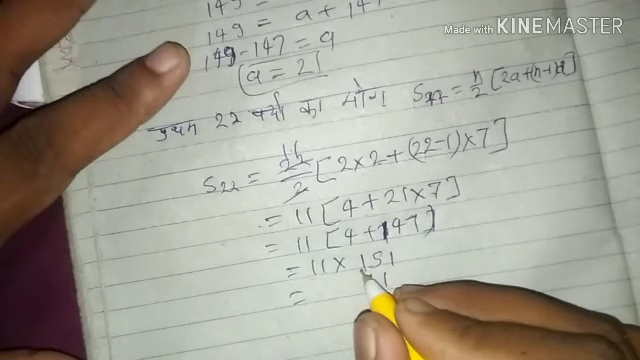 Made with KINEMASTER
149 = a + 147
149 - 147 = a
a = 2
प्रथम 22 पदों का योग Sₙ = n/2 [2a+(n-1)d]
S₂₂ = 22/2 [2×2+(22-1)×7]
= 11 [4+21×7]
= 11 [4+147]
= 11 × 151
= 1